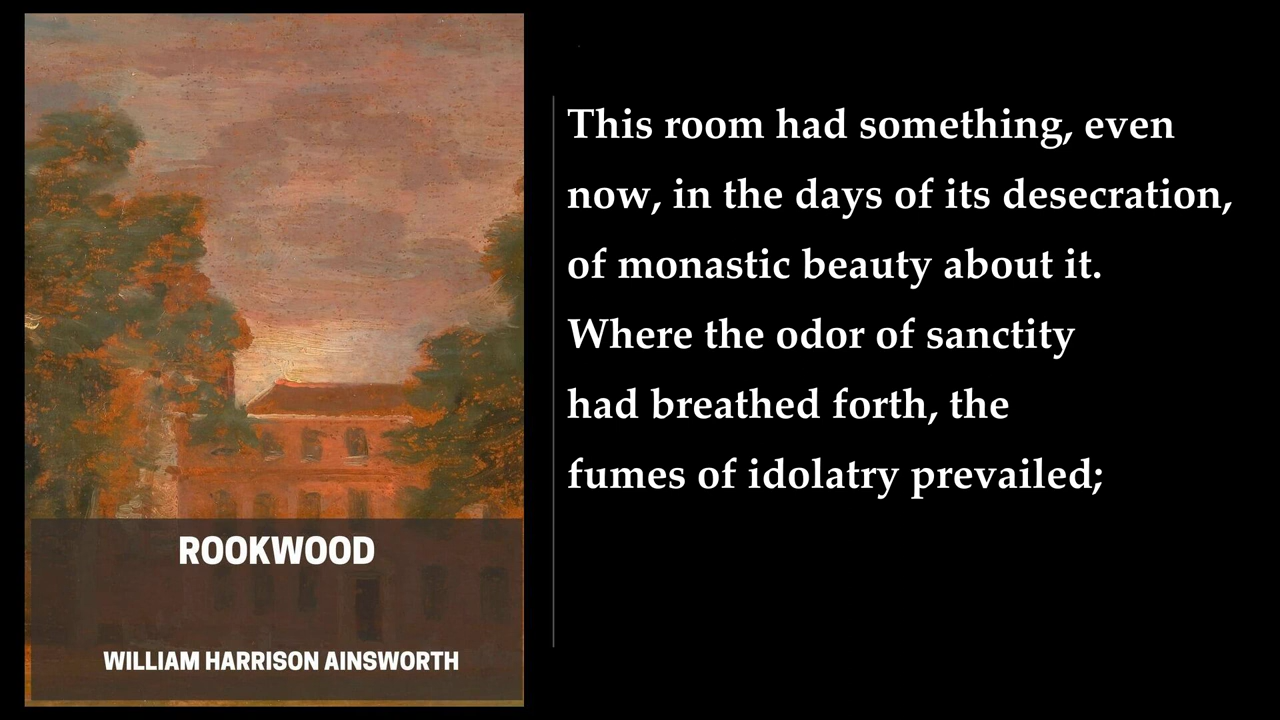 ROOKWOOD
WILLIAM HARRISON AINSWORTH
This room had something, even
now, in the days of its desecration,
of monastic beauty about it.
Where the odor of sanctity
had breathed forth, the
fumes of idolatry prevailed;